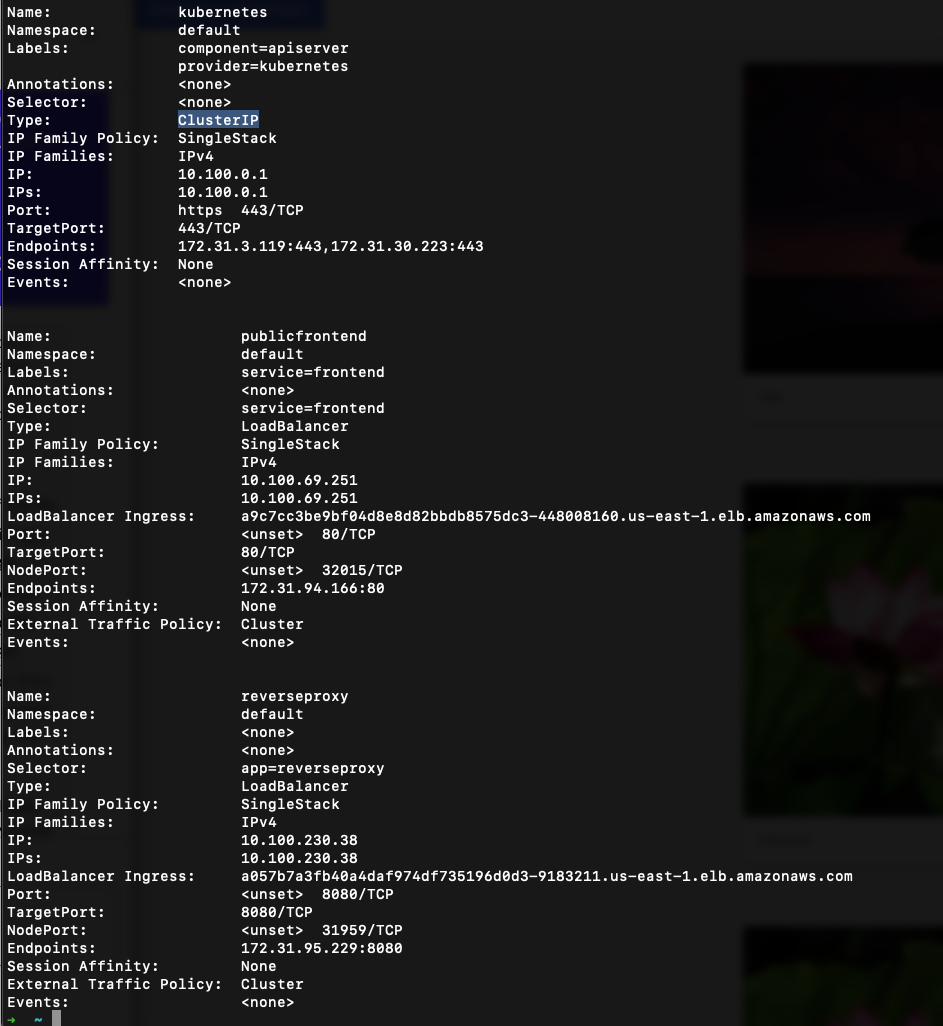 Name: kubernetes
Namespace: default
Labels: component=apiserver
provider=kubernetes
Annotations: <none>
Selector: <none>
Type: ClusterIP
IP Family Policy: SingleStack
IP Families: IPv4
IP: 10.100.0.1
IPs: 10.100.0.1
Port: https 443/TCP
TargetPort: 443/TCP
Endpoints: 172.31.3.119:443,172.31.30.223:443
Session Affinity: None
Events: <none>
Name: publicfrontend
Namespace: default
Labels: service=frontend
Annotations: <none>
Selector: service=frontend
Type: LoadBalancer
IP Family Policy: SingleStack
IP Families: IPv4
IP: 10.100.69.251
IPs: 10.100.69.251
LoadBalancer Ingress: a9c7cc3be9bf04d8e8d82bbdb8575dc3-448008160.us-east-1.elb.amazonaws.com
Port: <unset> 80/TCP
TargetPort: 80/TCP
NodePort: <unset> 32015/TCP
Endpoints: 172.31.94.166:80
Session Affinity: None
External Traffic Policy: Cluster
Events: <none>
Name: reverseproxy
Namespace: default
Labels: <none>
Annotations: <none>
Selector: app=reverseproxy
Type: LoadBalancer
IP Family Policy: SingleStack
IP Families: IPv4
IP: 10.100.230.38
IPs: 10.100.230.38
LoadBalancer Ingress: a057b7a3fb40a4daf974df735196d0d3-9183211.us-east-1.elb.amazonaws.com
Port: <unset> 8080/TCP
TargetPort: 8080/TCP
NodePort: <unset> 31959/TCP
Endpoints: 172.31.95.229:8080
Session Affinity: None
External Traffic Policy: Cluster
Events: <none>
→ ~